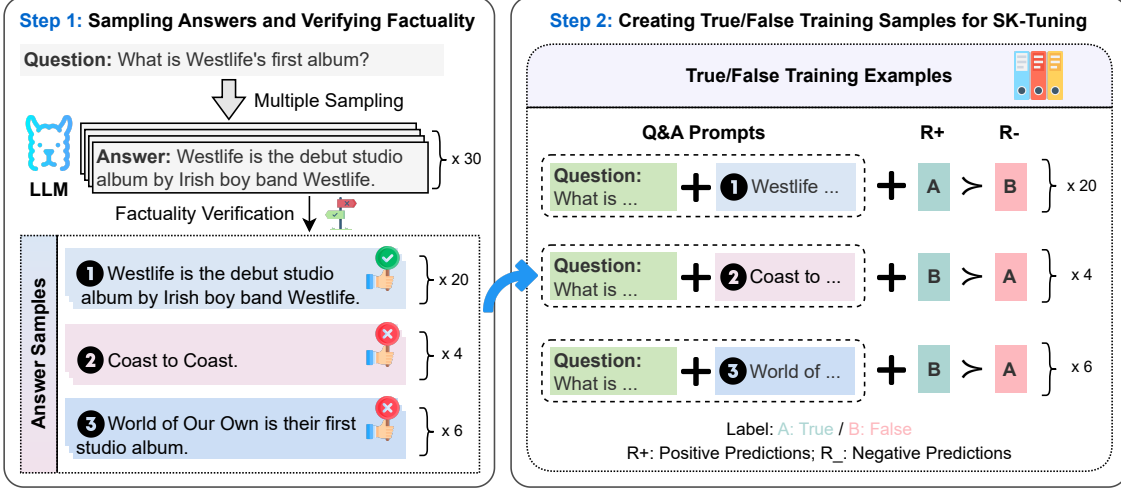 Step 1: Sampling Answers and Verifying Factuality
Question: What is Westlife's first album?
Multiple Sampling
LLM
Answer: Westlife is the debut studio
album by Irish boy band Westlife.
x 30
Factuality Verification
Answer Samples
1 Westlife is the debut studio
album by Irish boy band Westlife.
x 20
2 Coast to Coast.
x 4
3 World of Our Own is their first
studio album.
x 6
Step 2: Creating True/False Training Samples for SK-Tuning
True/False Training Examples
Q&A Prompts R+ R-
Question:
What is ...
+ 1 Westlife ... + A ≻ B x 20
Question:
What is ...
+ 2 Coast to ... + B ≻ A x 4
Question:
What is ...
+ 3 World of ... + B ≻ A x 6
Label: A: True / B: False
R+: Positive Predictions; R_: Negative Predictions